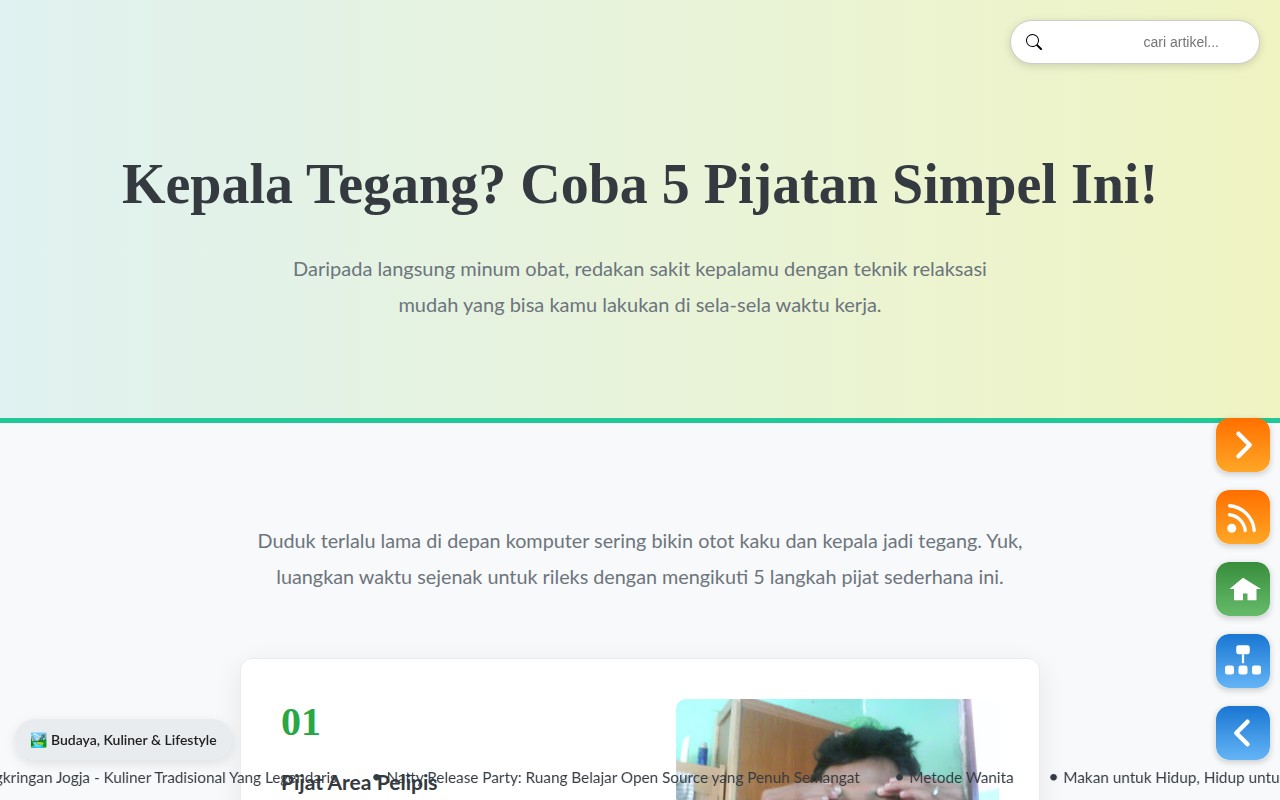 cari artikel...
Kepala Tegang? Coba 5 Pijatan Simpel Ini!
Daripada langsung minum obat, redakan sakit kepalamu dengan teknik relaksasi
mudah yang bisa kamu lakukan di sela-sela waktu kerja.
Duduk terlalu lama di depan komputer sering bikin otot kaku dan kepala jadi tegang. Yuk,
luangkan waktu sejenak untuk rileks dengan mengikuti 5 langkah pijat sederhana ini.
01
Budaya, Kuliner & Lifestyle
Pijat Area Pelipis
gkringan Jogja - Kuliner Tradisional Yang Legendaris • Natty Release Party: Ruang Belajar Open Source yang Penuh Semangat • Metode Wanita • Makan untuk Hidup, Hidup untu